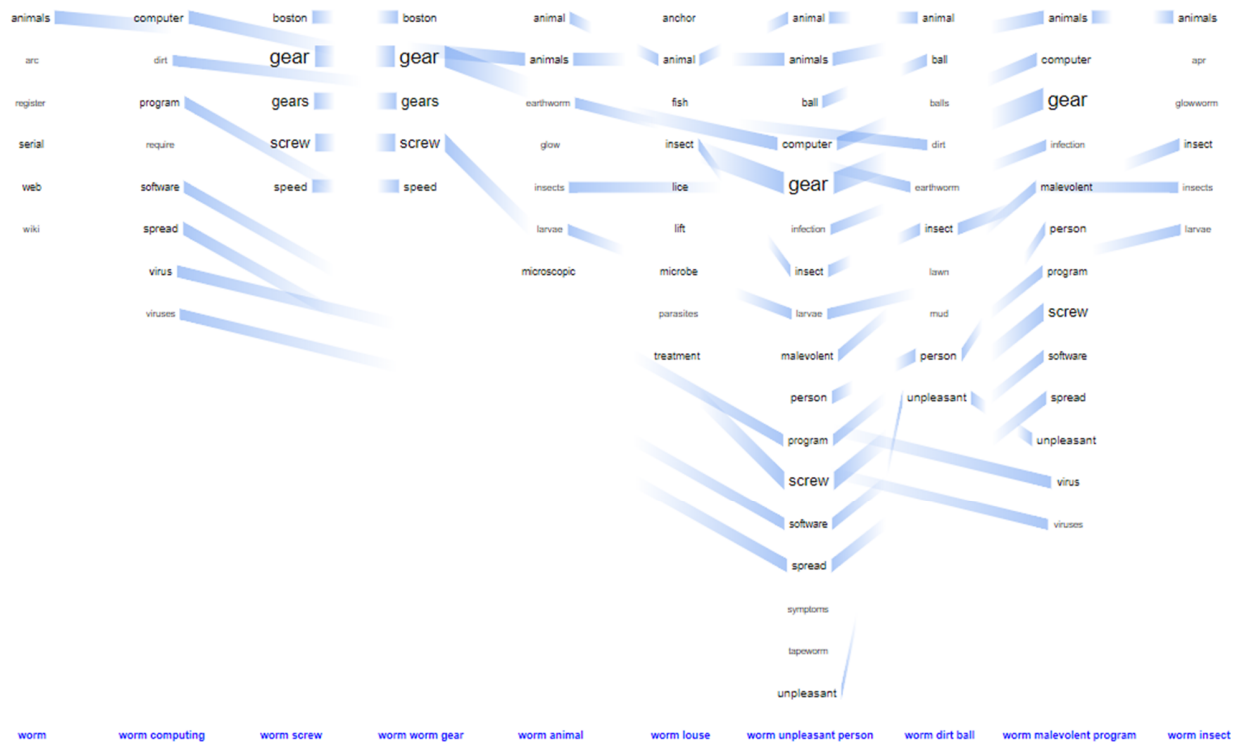 animals computer boston boston animal anchor animal animal animals animals
arc dirt gear gear animals animal animals ball computer apr
register program gears gears earthworm fish ball balls gear glowworm
serial require screw screw glow insect computer dirt infection insect
web software speed speed insects lice gear earthworm malevolent insects
wiki spread larvae lift infection insect person larvae
virus microscopic microbe insect lawn program
viruses parasites larvae mud screw
treatment malevolent person software
person unpleasant spread
program unpleasant
screw virus
software viruses
spread
symptoms
tapeworm
unpleasant
worm worm computing worm screw worm worm gear worm animal worm louse worm unpleasant person worm dirt ball worm malevolent program worm insect